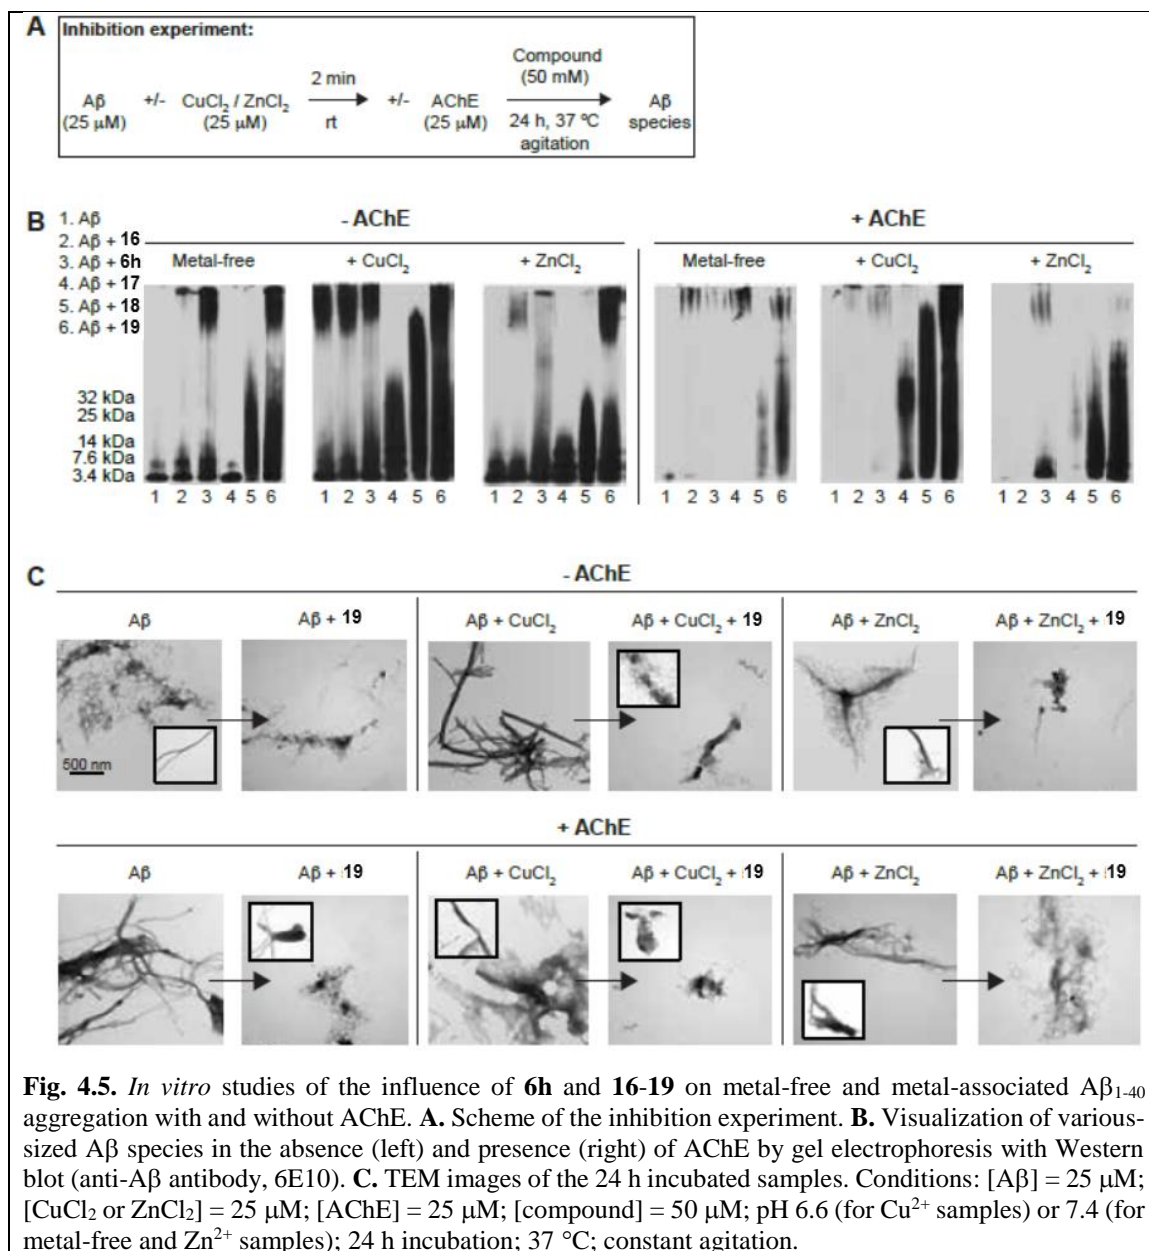 A Inhibition experiment:
Compound
2 min (50 mM)
Aβ +/- CuCl₂ / ZnCl₂ +/- AChE Aβ
(25 μM) (25 μM) rt (25 μM) 24 h, 37 ºC species
agitation
B 1. Aβ - AChE + AChE
2. Aβ + 16
3. Aβ + 6h Metal-free + CuCl₂ + ZnCl₂ Metal-free + CuCl₂ + ZnCl₂
4. Aβ + 17
5. Aβ + 18
6. Aβ + 19
32 kDa
25 kDa
14 kDa
7.6 kDa
3.4 kDa
1 2 3 4 5 6 1 2 3 4 5 6 1 2 3 4 5 6 1 2 3 4 5 6 1 2 3 4 5 6 1 2 3 4 5 6
C - AChE
Aβ Aβ + 19 Aβ + CuCl₂ Aβ + CuCl₂ + 19 Aβ + ZnCl₂ Aβ + ZnCl₂ + 19
500 nm
+ AChE
Aβ Aβ + 19 Aβ + CuCl₂ Aβ + CuCl₂ + 19 Aβ + ZnCl₂ Aβ + ZnCl₂ + 19
Fig. 4.5. In vitro studies of the influence of 6h and 16-19 on metal-free and metal-associated Aβ₁₋₄₀
aggregation with and without AChE. A. Scheme of the inhibition experiment. B. Visualization of various-
sized Aβ species in the absence (left) and presence (right) of AChE by gel electrophoresis with Western
blot (anti-Aβ antibody, 6E10). C. TEM images of the 24 h incubated samples. Conditions: [Aβ] = 25 μM;
[CuCl₂ or ZnCl₂] = 25 μM; [AChE] = 25 μM; [compound] = 50 μM; pH 6.6 (for Cu²⁺ samples) or 7.4 (for
metal-free and Zn²⁺ samples); 24 h incubation; 37 °C; constant agitation.